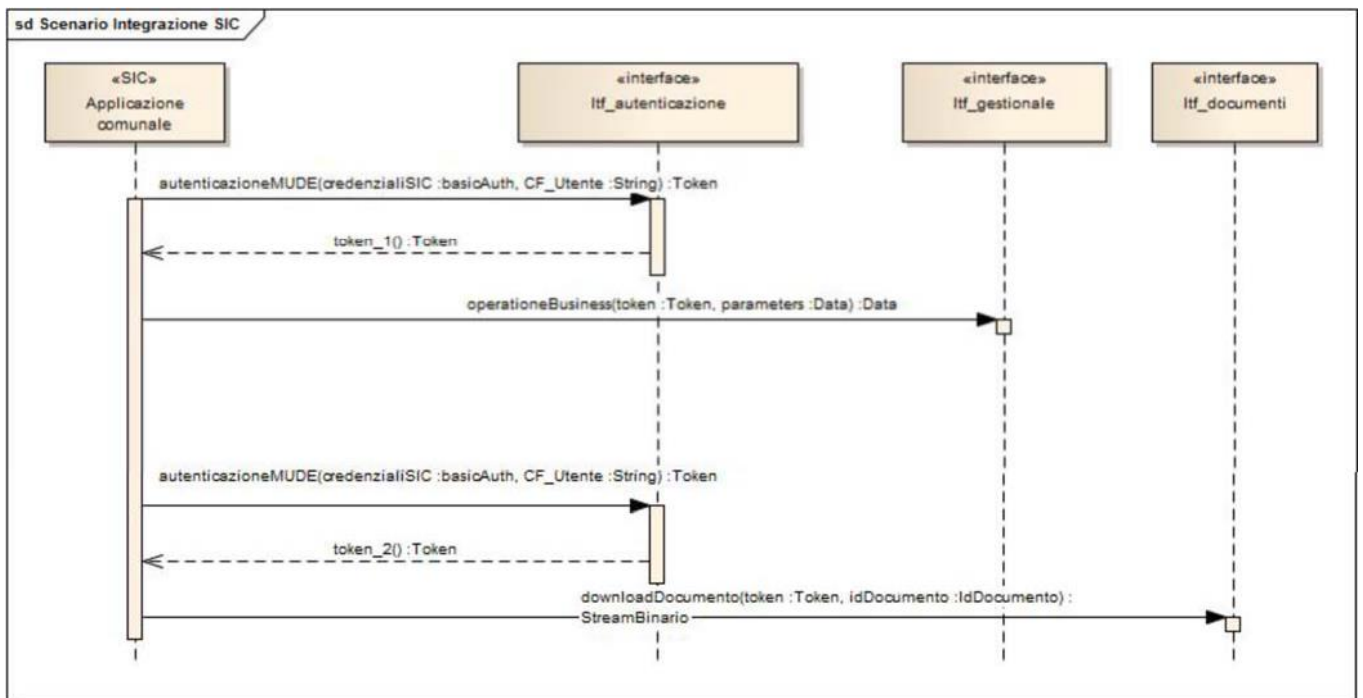 sd Scenario Integrazione SIC
«SIC»
Applicazione
comunale
«interface»
Itf_autenticazione
«interface»
Itf_gestionale
«interface»
Itf_documenti
autenticazioneMUDE(credenzialiSIC :basicAuth, CF_Utente :String) :Token
token_1() :Token
operationeBusiness(token :Token, parameters :Data) :Data
autenticazioneMUDE(credenzialiSIC :basicAuth, CF_Utente :String) :Token
token_2() :Token
downloadDocumento(token :Token, idDocumento :IdDocumento) :
StreamBinario